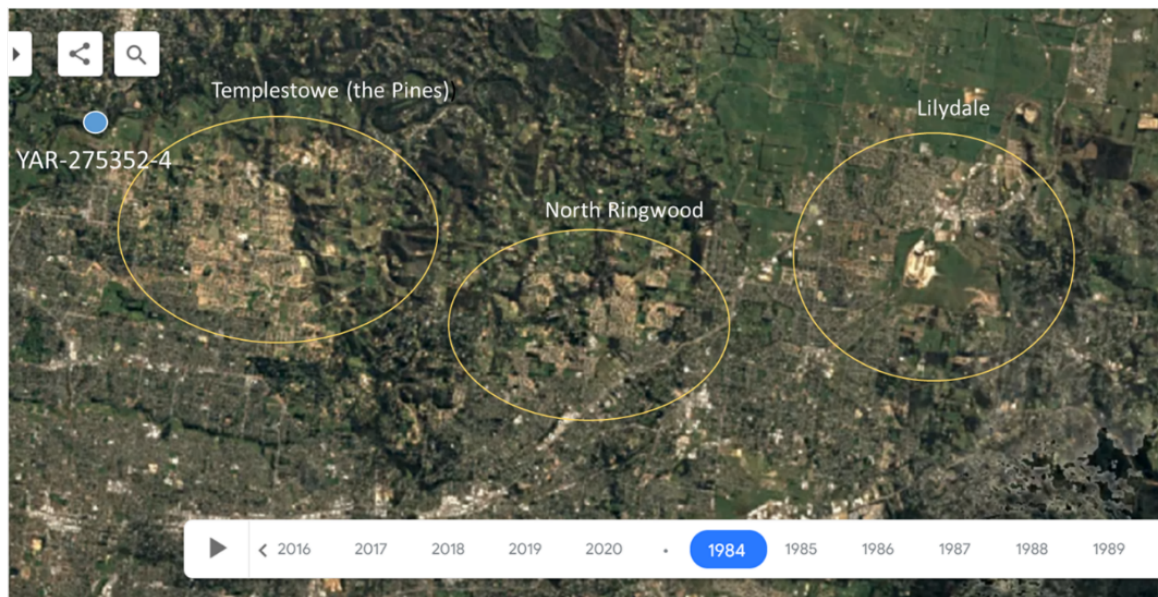 Templestowe (the Pines)
Lilydale
YAR-275352-4
North Ringwood
2016 2017 2018 2019 2020 • 1984 1985 1986 1987 1988 1989